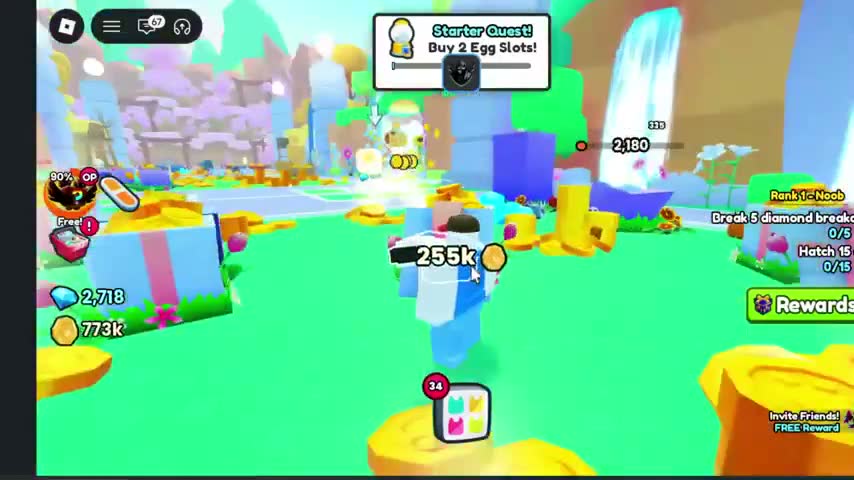 67
Starter Quest!
Buy 2 Egg Slots!
335
2,180
90%
OP
?
Free!
!
Rank 1 - Noob
Break 5 diamond breaka
0/5
Hatch 15
0/15
255k
2,718
773k
Rewards
34
Invite Friends!
FREE Reward